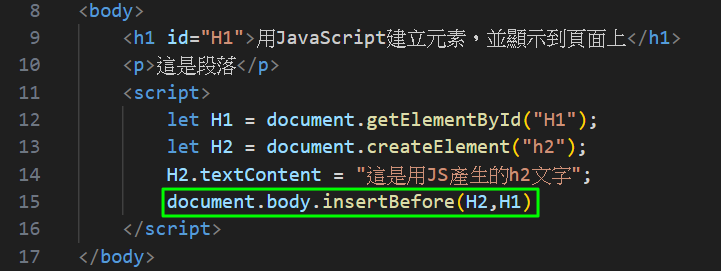 8 <body>
9 <h1 id="H1">用JavaScript建立元素，並顯示到頁面上</h1>
10 <p>這是段落</p>
11 <script>
12 let H1 = document.getElementById("H1");
13 let H2 = document.createElement("h2");
14 H2.textContent = "這是用JS產生的h2文字";
15 document.body.insertBefore(H2,H1)
16 </script>
17 </body>